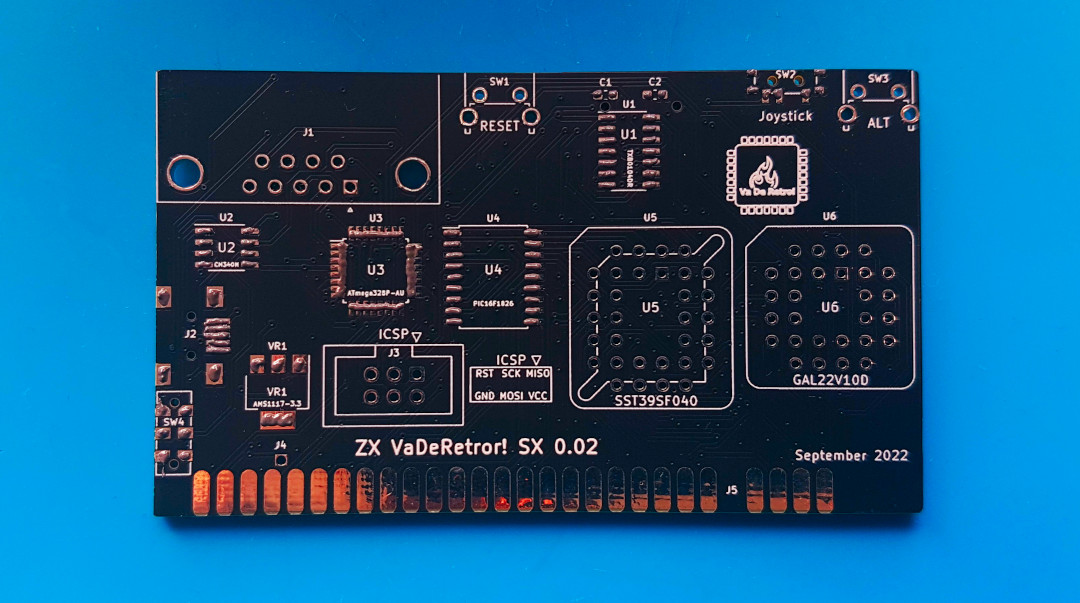 SW1
RESET
C1
C2
U1
U1
TXB0104DR
SW2
Joystick
SW3
ALT
J1
Va De Retro!
U2
U2
CH340N
U3
U3
ATmega328P-AU
U4
U4
PIC16F1826
U5
U5
SST39SF040
U6
U6
GAL22V10D
J2
VR1
VR1
AMS1117-3.3
ICSP
J3
ICSP
RST SCK MISO
GND MOSI VCC
SW4
J4
ZX VaDeRetror! SX 0.02
September 2022
J5